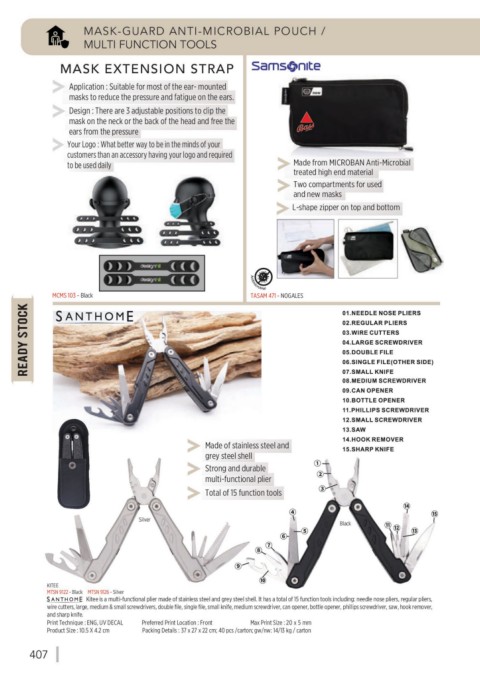 MASK-GUARD ANTI-MICROBIAL POUCH /
MULTI FUNCTION TOOLS
MASK EXTENSION STRAP
Application : Suitable for most of the ear- mounted
masks to reduce the pressure and fatigue on the ears.
Design : There are 3 adjustable positions to clip the
mask on the neck or the back of the head and free the
ears from the pressure
Your Logo : What better way to be in the minds of your
customers than an accessory having your logo and required
to be used daily
MCMS 103 - Black
Samsonite
Made from MICROBAN Anti-Microbial
treated high end material
Two compartments for used
and new masks
L-shape zipper on top and bottom
TASAM 471 - NOGALES
READY STOCK
SANTHOME
01.NEEDLE NOSE PLIERS
02.REGULAR PLIERS
03.WIRE CUTTERS
04.LARGE SCREWDRIVER
05.DOUBLE FILE
06.SINGLE FILE(OTHER SIDE)
07.SMALL KNIFE
08.MEDIUM SCREWDRIVER
09.CAN OPENER
10.BOTTLE OPENER
11.PHILLIPS SCREWDRIVER
12.SMALL SCREWDRIVER
13.SAW
14.HOOK REMOVER
15.SHARP KNIFE
Made of stainless steel and
grey steel shell
Strong and durable
multi-functional plier
Total of 15 function tools
Silver
Black
1
2
3
4
5
6
7
8
9
10
11
12
13
14
15
KITEE
MTSN 9122 - Black MTSN 9126 - Silver
SANTHOME Kitee is a multi-functional plier made of stainless steel and grey steel shell. It has a total of 15 function tools including: needle nose pliers, regular pliers,
wire cutters, large, medium & small screwdrivers, double file, single file, small knife, medium screwdriver, can opener, bottle opener, phillips screwdriver, saw, hook remover,
and sharp knife.
Print Technique : ENG, UV DECAL Preferred Print Location : Front Max Print Size : 20 x 5 mm
Product Size : 10.5 X 4.2 cm Packing Details : 37 x 27 x 22 cm; 40 pcs /carton; gw/nw: 14/13 kg / carton
407